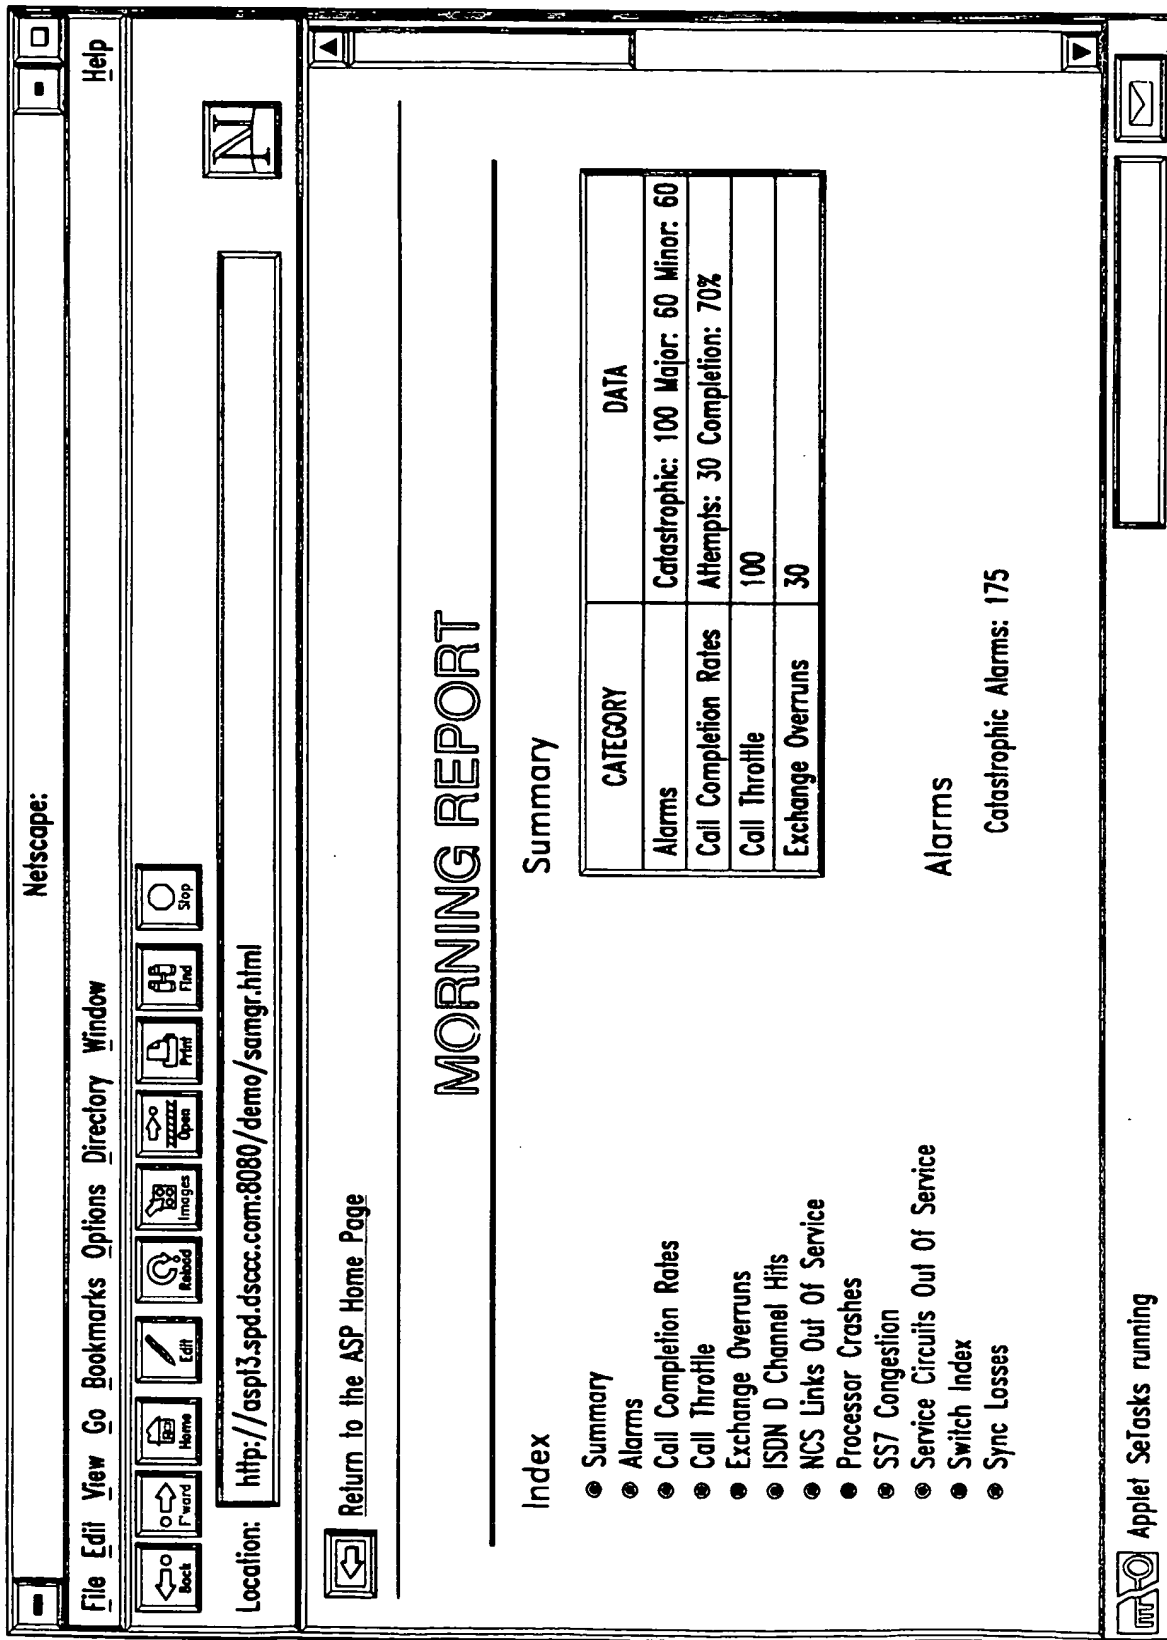 Netscape:
File Edit View Go Bookmarks Options Directory Window Help
Back F'ward Home Edit Reload Images Open Print Find Stop
Location: http://aspt3.spd.dsccc.com:8080/demo/samgr.html
N
Return to the ASP Home Page
MORNING REPORT
Index
Summary
Alarms
Call Completion Rates
Call Throttle
Exchange Overruns
ISDN D Channel Hits
NCS Links Out Of Service
Processor Crashes
SS7 Congestion
Service Circuits Out Of Service
Switch Index
Sync Losses
Summary
CATEGORY DATA
Alarms Catastrophic: 100 Major: 60 Minor: 60
Call Completion Rates Attempts: 30 Completion: 70%
Call Throttle 100
Exchange Overruns 30
Alarms
Catastrophic Alarms: 175
Applet SeTasks running